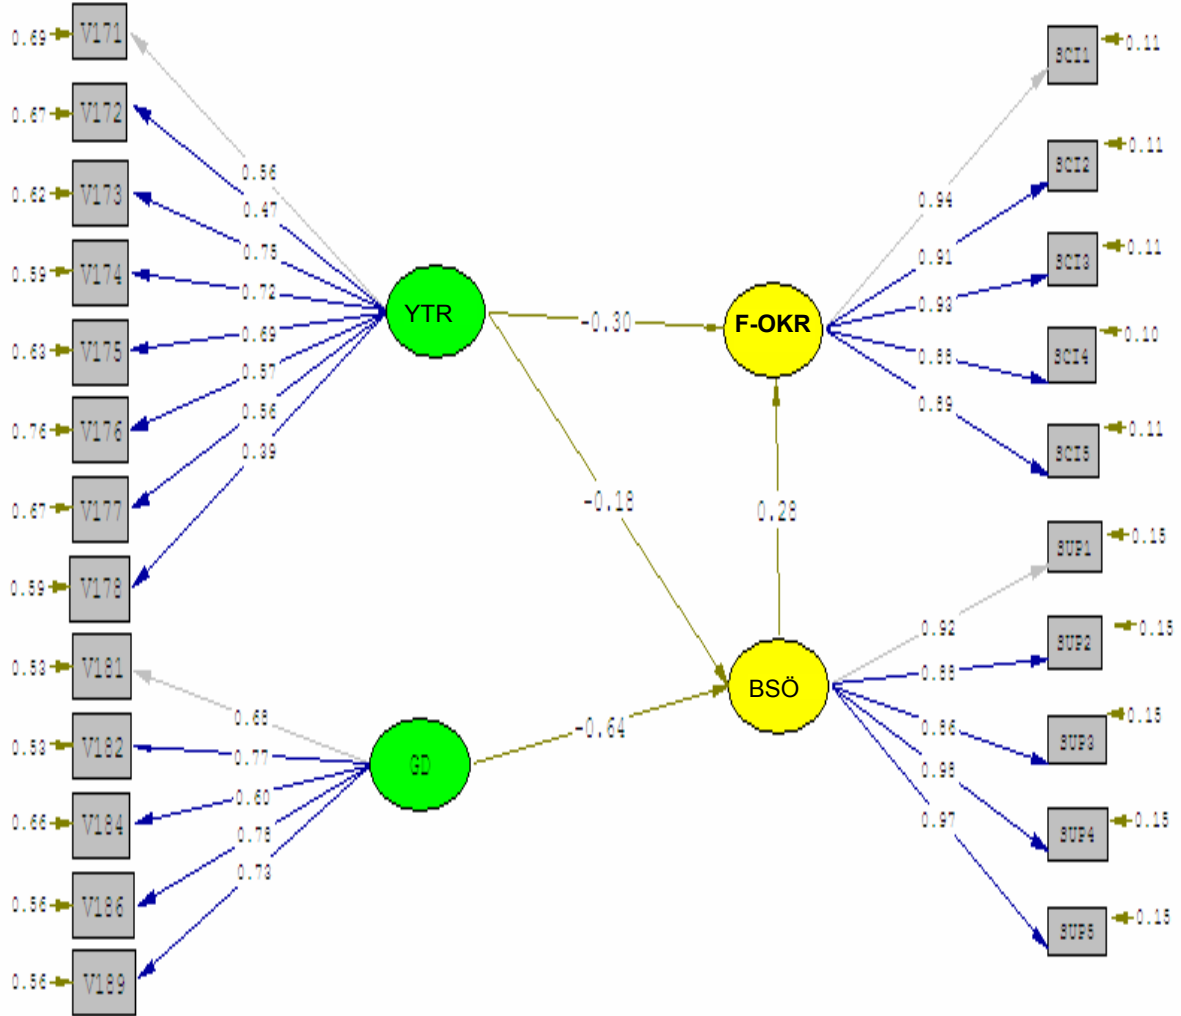 0.69 V171
0.67 V172
0.62 V173
0.59 V174
0.63 V175
0.76 V176
0.67 V177
0.59 V178
0.53 V181
0.53 V182
0.66 V184
0.56 V186
0.56 V189
0.56
0.47
0.75
0.72
0.69
0.57
0.56
0.39
0.68
0.77
0.60
0.78
0.73
YTR
GD
-0.30
-0.18
-0.64
0.28
F-OKR
BSÖ
0.94
0.91
0.93
0.88
0.89
0.92
0.88
0.86
0.98
0.97
SCI1 0.11
SCI2 0.11
SCI3 0.11
SCI4 0.10
SCI5 0.11
SUP1 0.15
SUP2 0.15
SUP3 0.15
SUP4 0.15
SUP5 0.15